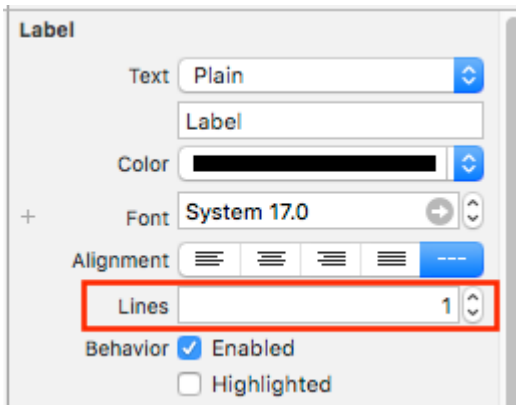 Label
Text Plain
Label
Color
+ Font System 17.0
Alignment ---
Lines 1
Behavior Enabled
Highlighted